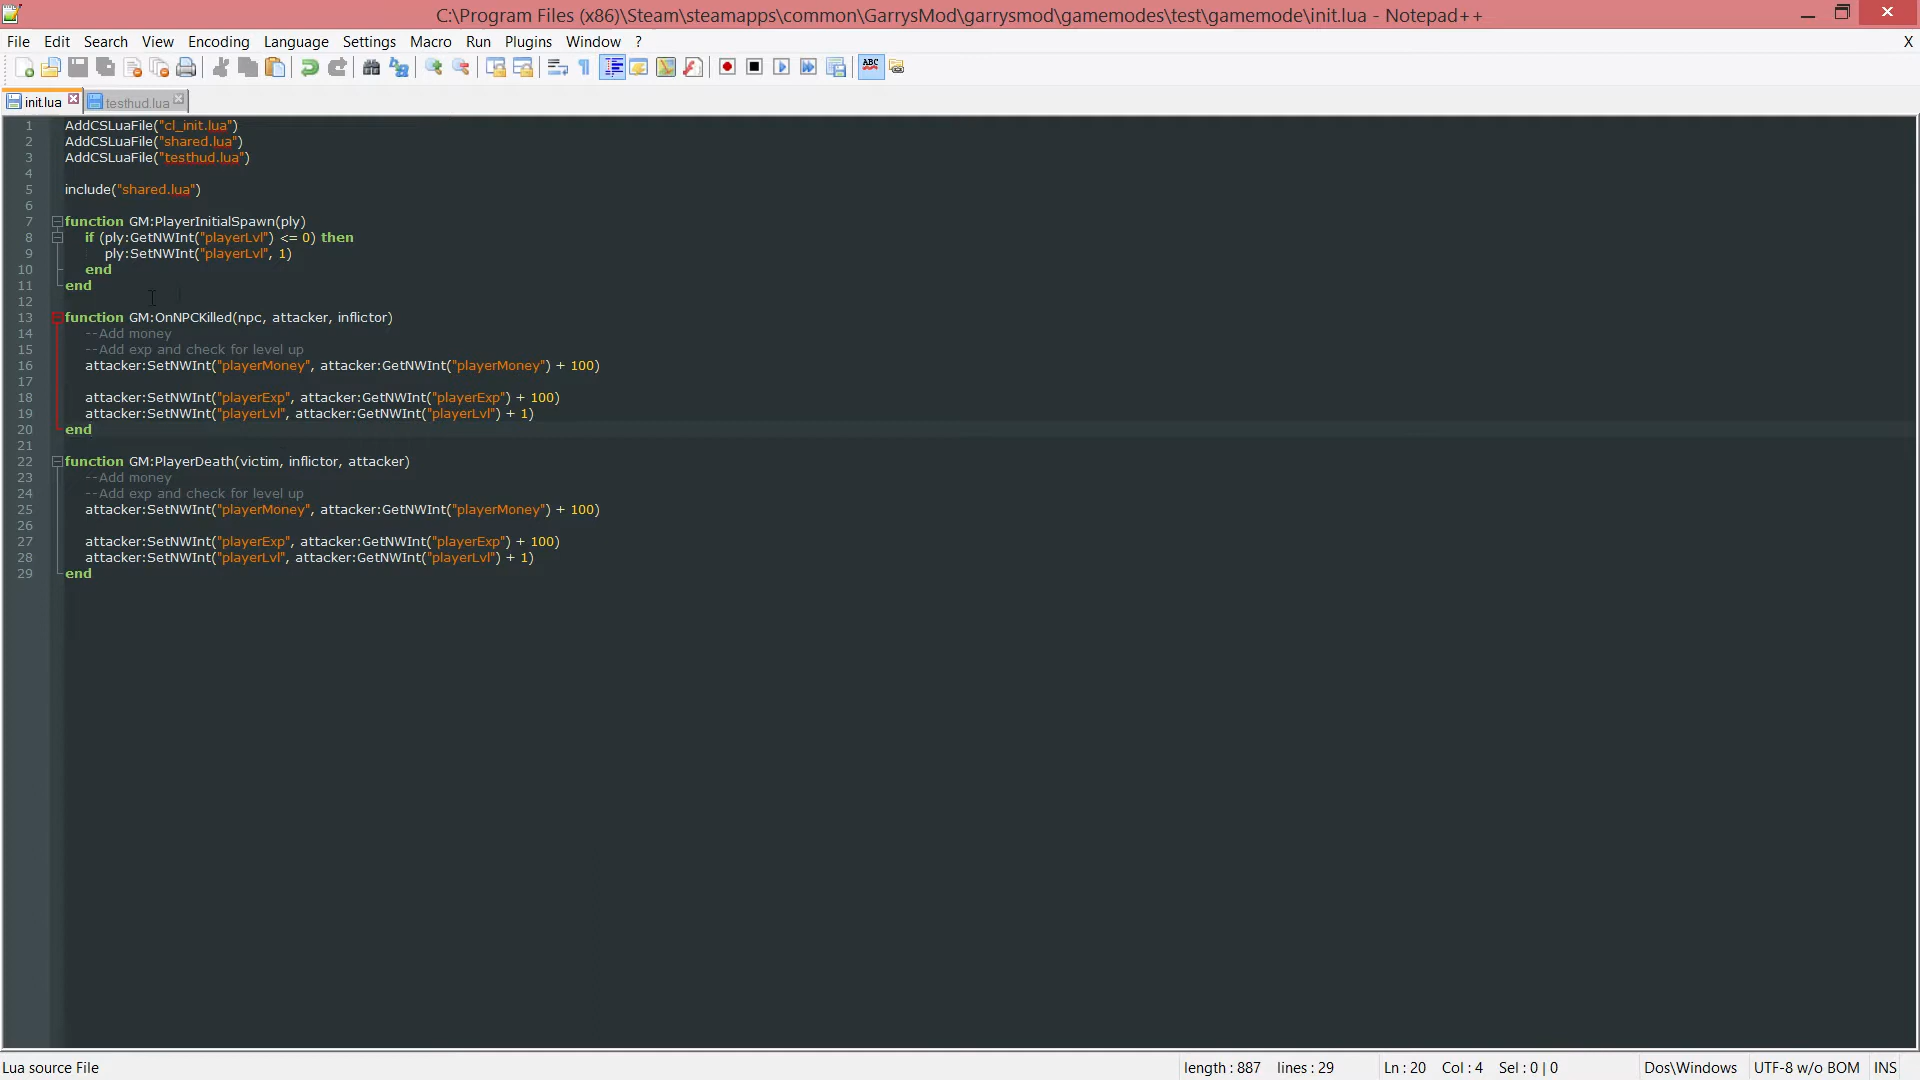 C:\Program Files (x86)\Steam\steamapps\common\GarrysMod\garrysmod\gamemodes\test\gamemode\init.lua - Notepad++
File Edit Search View Encoding Language Settings Macro Run Plugins Window ? X
ABC
init.lua testhud.lua
1 AddCSLuaFile("cl_init.lua")
2 AddCSLuaFile("shared.lua")
3 AddCSLuaFile("testhud.lua")
4
5 include("shared.lua")
6
7 function GM:PlayerInitialSpawn(ply)
8 if (ply:GetNWInt("playerLvl") <= 0) then
9 ply:SetNWInt("playerLvl", 1)
10 end
11 end
12
13 function GM:OnNPCKilled(npc, attacker, inflictor)
14 --Add money
15 --Add exp and check for level up
16 attacker:SetNWInt("playerMoney", attacker:GetNWInt("playerMoney") + 100)
17
18 attacker:SetNWInt("playerExp", attacker:GetNWInt("playerExp") + 100)
19 attacker:SetNWInt("playerLvl", attacker:GetNWInt("playerLvl") + 1)
20 end
21
22 function GM:PlayerDeath(victim, inflictor, attacker)
23 --Add money
24 --Add exp and check for level up
25 attacker:SetNWInt("playerMoney", attacker:GetNWInt("playerMoney") + 100)
26
27 attacker:SetNWInt("playerExp", attacker:GetNWInt("playerExp") + 100)
28 attacker:SetNWInt("playerLvl", attacker:GetNWInt("playerLvl") + 1)
29 end
Lua source File length : 887 lines : 29 Ln : 20 Col : 4 Sel : 0 | 0 Dos\Windows UTF-8 w/o BOM INS